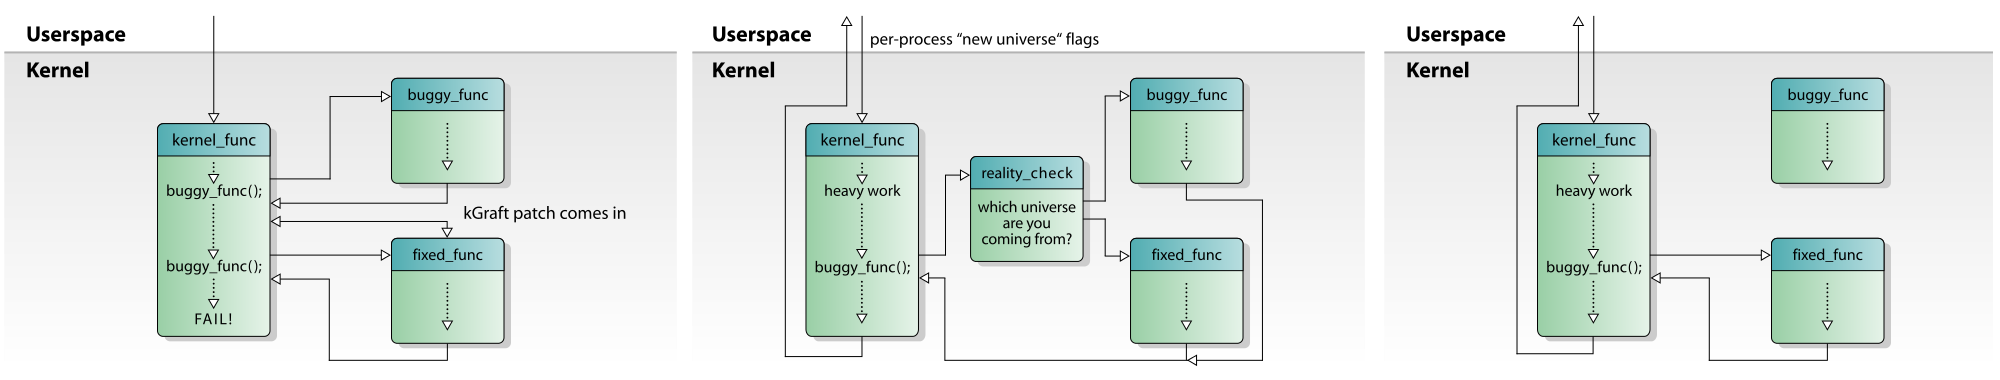 Userspace
Kernel
kernel_func
buggy_func();
buggy_func();
FAIL!
buggy_func
kGraft patch comes in
fixed_func
Userspace
per-process “new universe“ flags
Kernel
kernel_func
heavy work
buggy_func();
reality_check
which universe
are you
coming from?
buggy_func
fixed_func
Userspace
Kernel
kernel_func
heavy work
buggy_func();
buggy_func
fixed_func